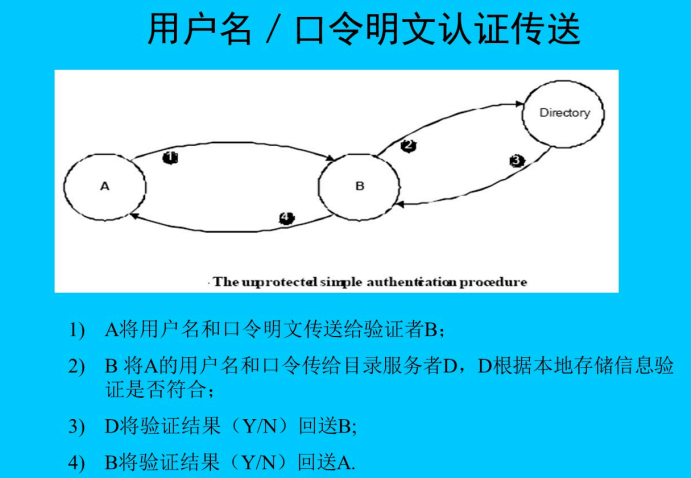 用户名／口令明文认证传送
Directory
1
2
3
A
B
4
· The unprotected simple authentication procedure
1) A将用户名和口令明文传送给验证者B；
2) B 将A的用户名和口令传给目录服务者D，D根据本地存储信息验
证是否符合；
3) D将验证结果（Y/N）回送B;
4) B将验证结果（Y/N）回送A.